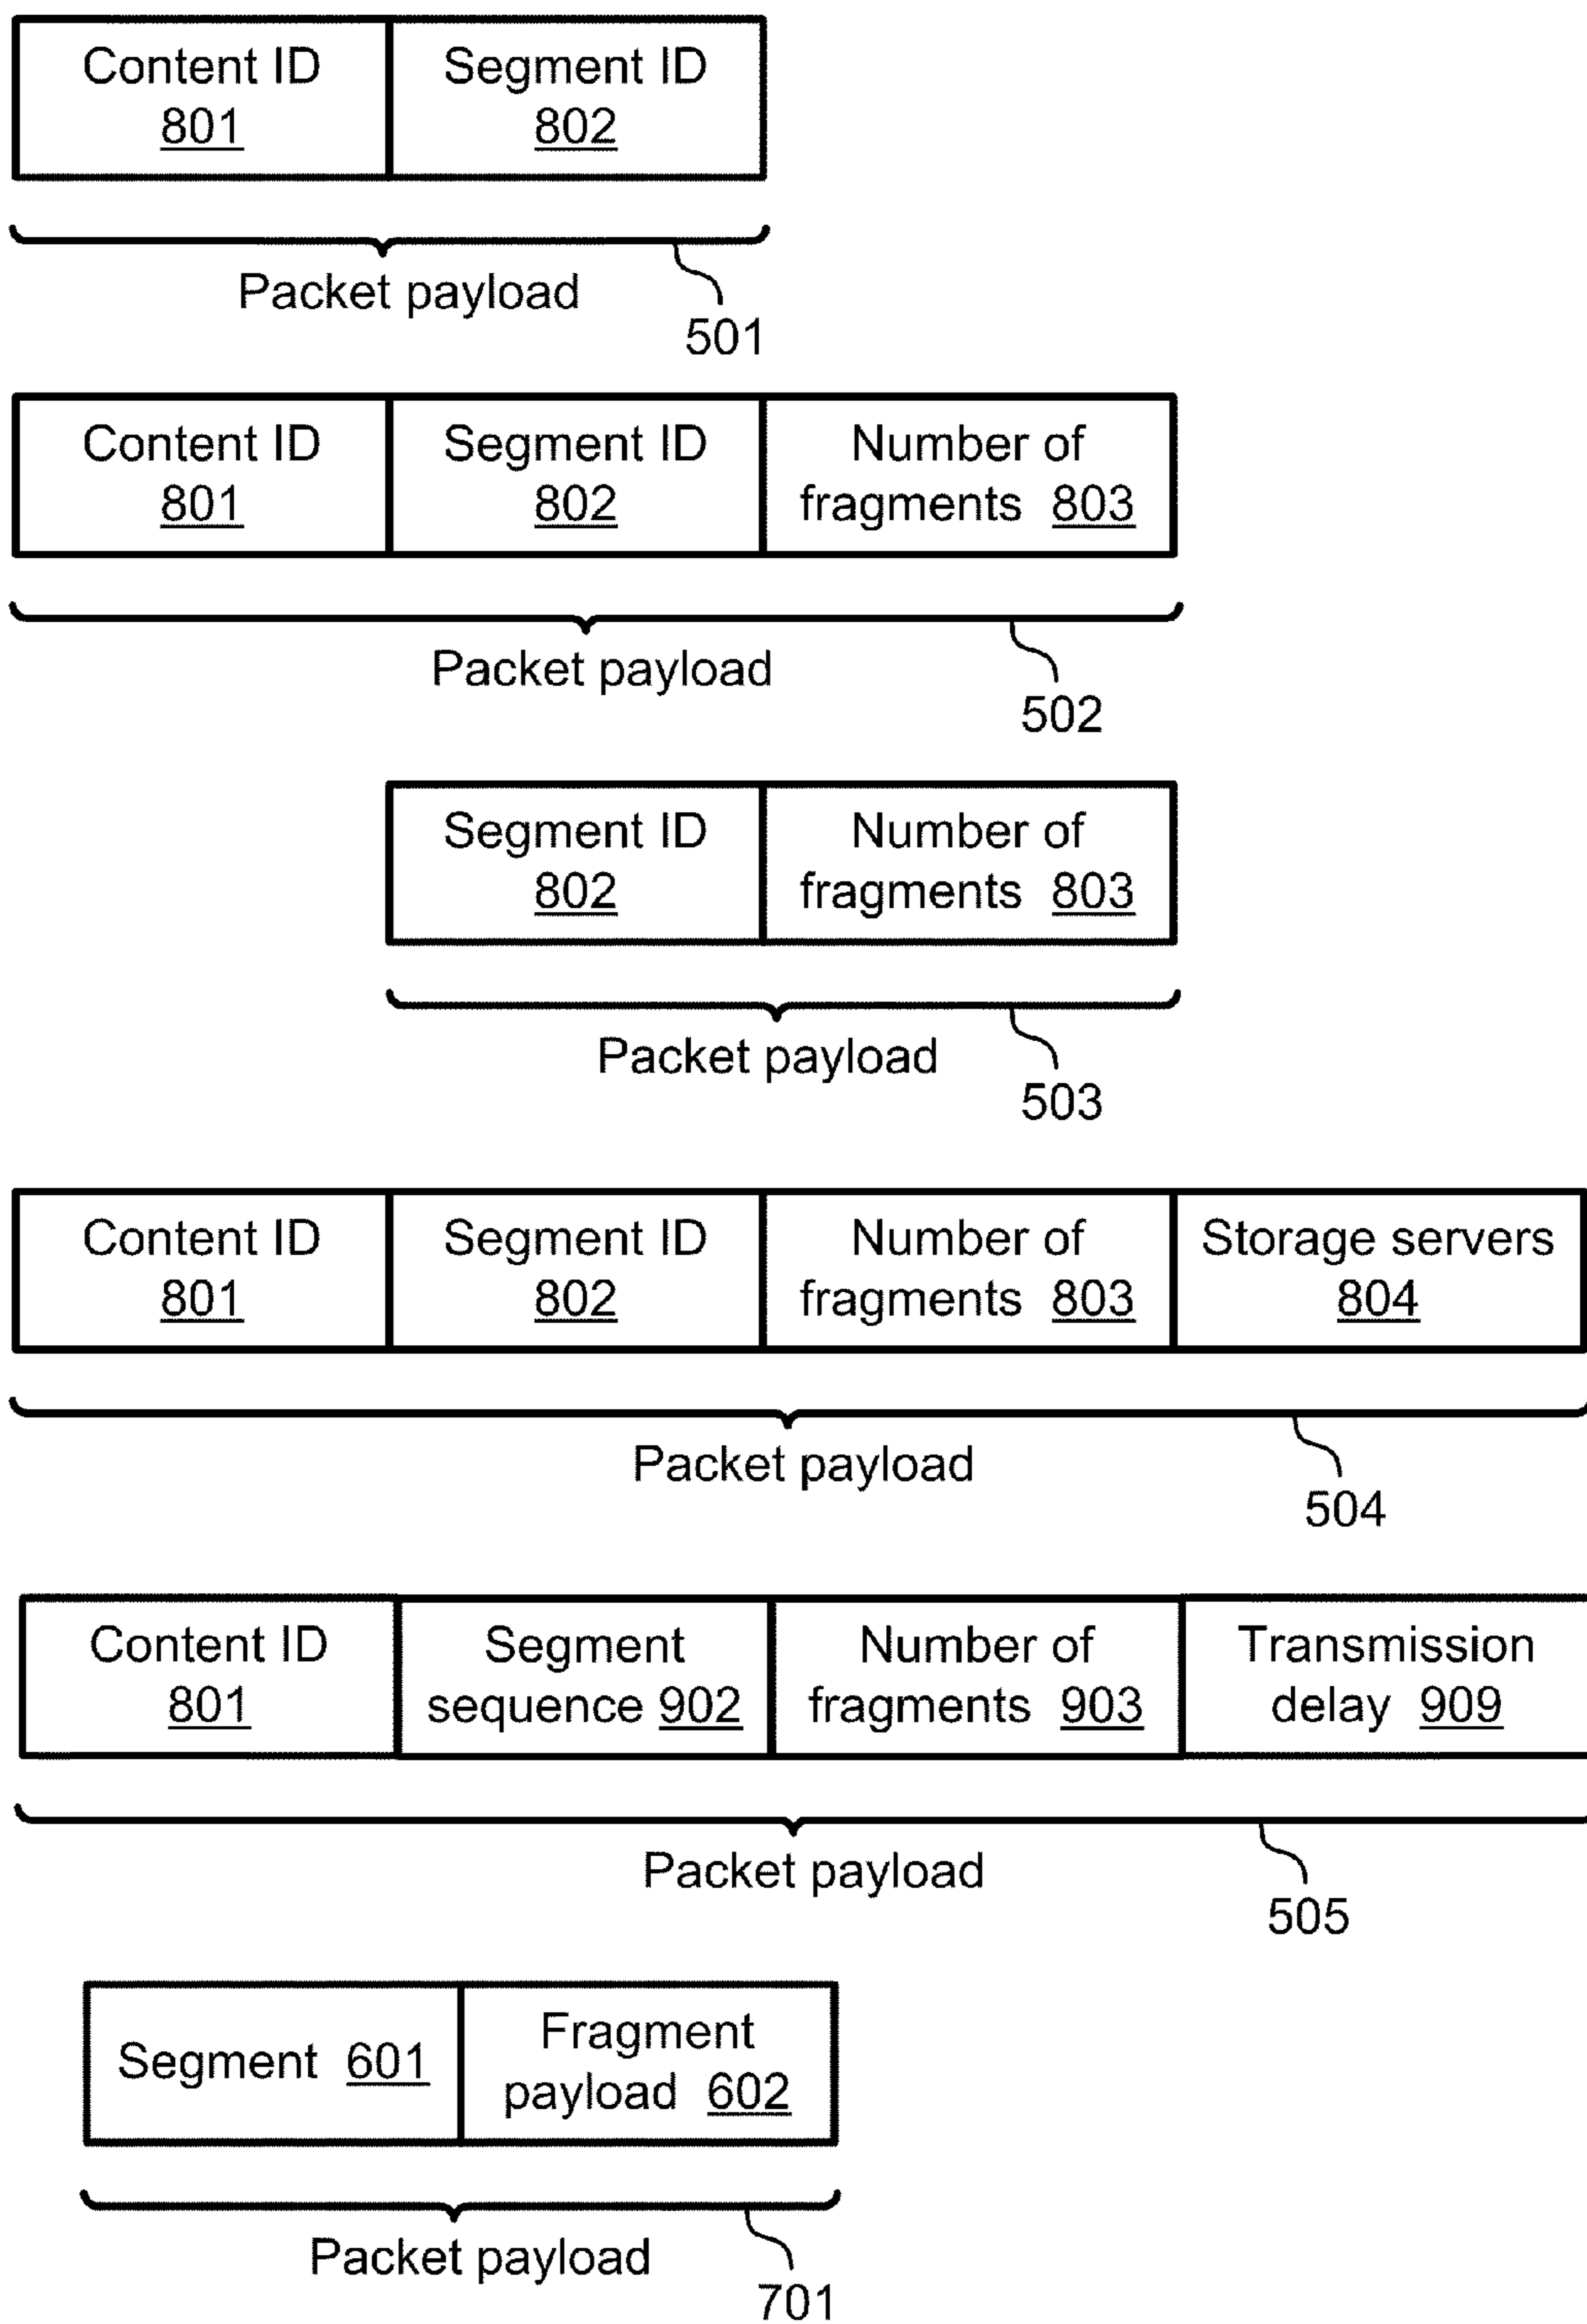 Content ID
801
Segment ID
802
Packet payload
501
Content ID
801
Segment ID
802
Number of
fragments 803
Packet payload
502
Segment ID
802
Number of
fragments 803
Packet payload
503
Content ID
801
Segment ID
802
Number of
fragments 803
Storage servers
804
Packet payload
504
Content ID
801
Segment
sequence 902
Number of
fragments 903
Transmission
delay 909
Packet payload
505
Segment 601
Fragment
payload 602
Packet payload
701